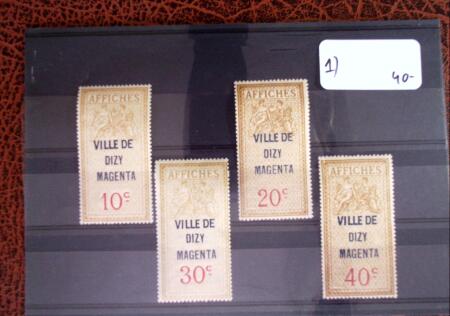 1)
40-
AFFICHES
VILLE DE
DIZY
MAGENTA
10c
AFFICHES
VILLE DE
DIZY
MAGENTA
20c
AFFICHES
VILLE DE
DIZY
MAGENTA
30c
AFFICHES
VILLE DE
DIZY
MAGENTA
40c